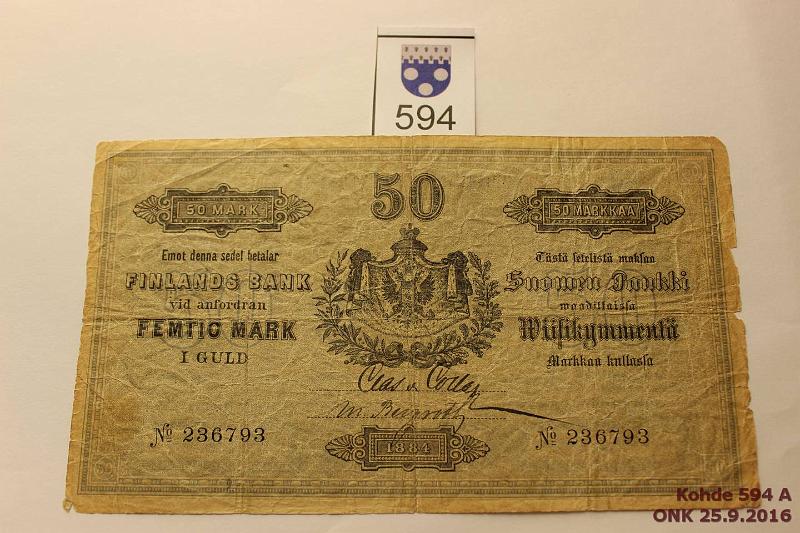 594
50
50 MARK
50 MARKKAA
Emot denna sedel betalar
FINLANDS BANK
vid anfordran
FEMTIO MARK
I GULD
Tästä setelistä maksaa
Suomen Pankki
waadittaissa
Wiisikymmentä
Markkaa kullassa
No 236793
No 236793
1884
Kohde 594 A
ONK 25.9.2016